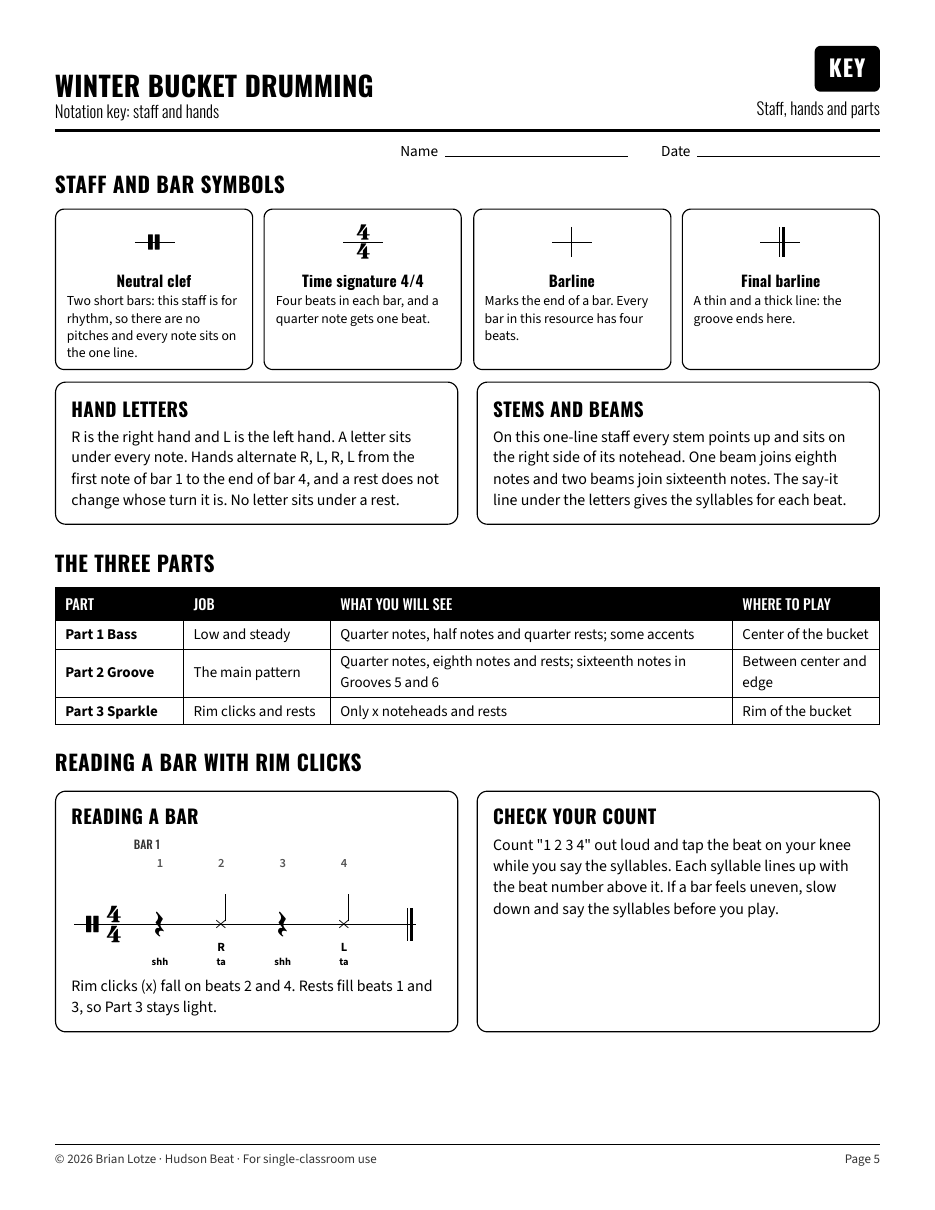 WINTER BUCKET DRUMMING
Notation key: staff and hands
KEY
Staff, hands and parts
Name
Date
STAFF AND BAR SYMBOLS
4
4
Neutral clef
Two short bars: this staff is for
rhythm, so there are no
pitches and every note sits on
the one line.
Time signature 4/4
Four beats in each bar, and a
quarter note gets one beat.
Barline
Marks the end of a bar. Every
bar in this resource has four
beats.
Final barline
A thin and a thick line: the
groove ends here.
HAND LETTERS
R is the right hand and L is the left hand. A letter sits
under every note. Hands alternate R, L, R, L from the
first note of bar 1 to the end of bar 4, and a rest does not
change whose turn it is. No letter sits under a rest.
STEMS AND BEAMS
On this one-line staff every stem points up and sits on
the right side of its notehead. One beam joins eighth
notes and two beams join sixteenth notes. The say-it
line under the letters gives the syllables for each beat.
THE THREE PARTS
PART JOB WHAT YOU WILL SEE WHERE TO PLAY
Part 1 Bass Low and steady Quarter notes, half notes and quarter rests; some accents Center of the bucket
Part 2 Groove The main pattern Quarter notes, eighth notes and rests; sixteenth notes in
Grooves 5 and 6
Between center and
edge
Part 3 Sparkle Rim clicks and rests Only x noteheads and rests Rim of the bucket
READING A BAR WITH RIM CLICKS
READING A BAR
BAR 1
1 2 3 4
4
4
R L
shh ta shh ta
Rim clicks (x) fall on beats 2 and 4. Rests fill beats 1 and
3, so Part 3 stays light.
CHECK YOUR COUNT
Count "1 2 3 4" out loud and tap the beat on your knee
while you say the syllables. Each syllable lines up with
the beat number above it. If a bar feels uneven, slow
down and say the syllables before you play.
© 2026 Brian Lotze · Hudson Beat · For single-classroom use
Page 5